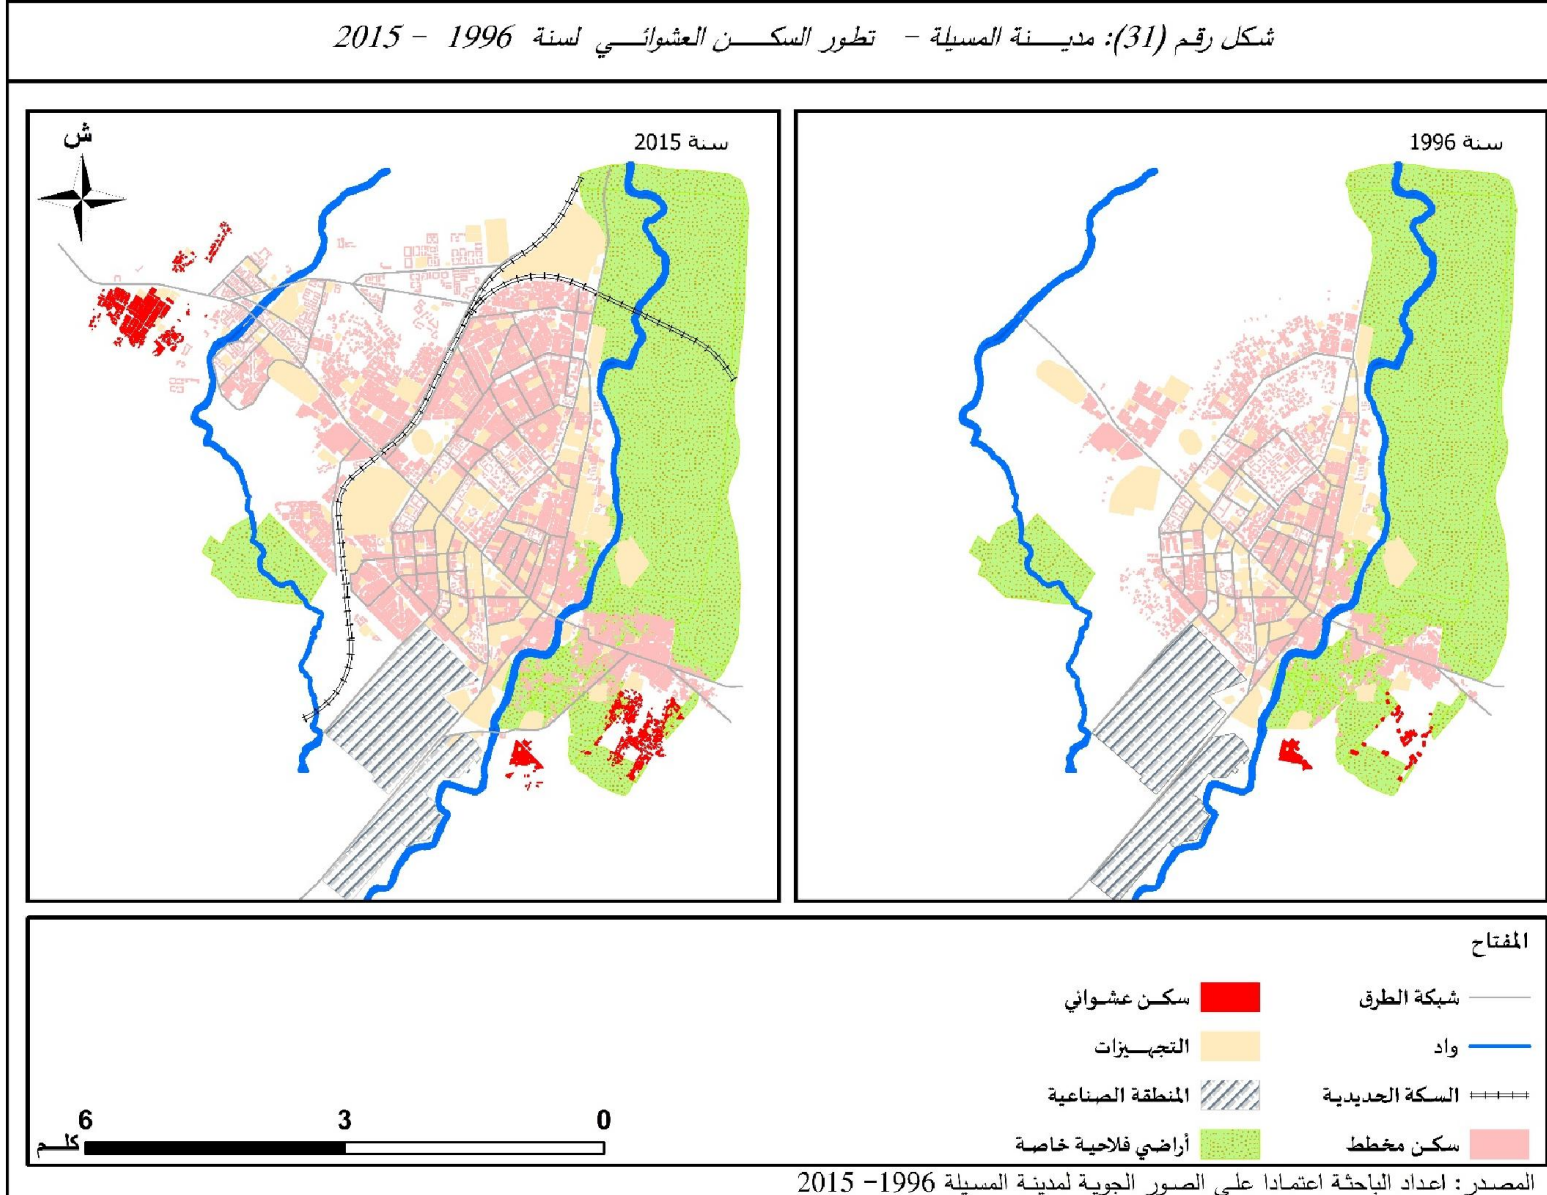 شكل رقم (31): مدينة المسيلة - تطور السكن العشوائي لسنة 1996 - 2015
سنة 1996
سنة 2015
ش
المفتاح
شبكة الطرق
سكن عشوائي
واد
التجهيزات
السكة الحديدية
المنطقة الصناعية
سكن مخطط
أراضي فلاحية خاصة
0 3 6
كلم
المصدر : اعداد الباحثة اعتمادا على الصور الجوية لمدينة المسيلة 1996- 2015